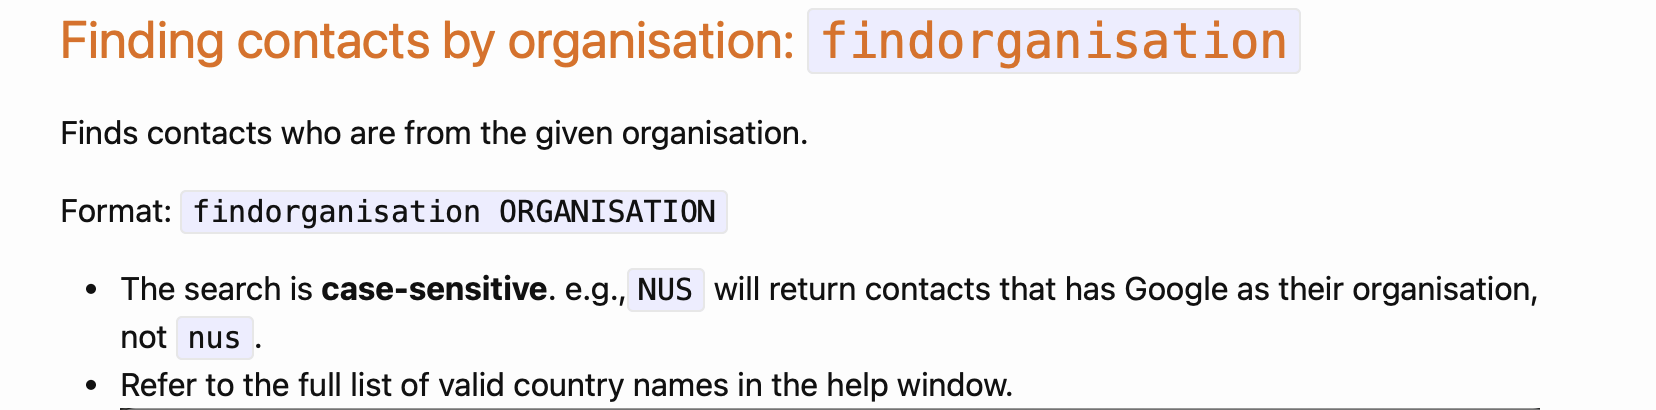 Finding contacts by organisation: findorganisation
Finds contacts who are from the given organisation.
Format: findorganisation ORGANISATION
• The search is case-sensitive. e.g., NUS will return contacts that has Google as their organisation,
not nus .
• Refer to the full list of valid country names in the help window.